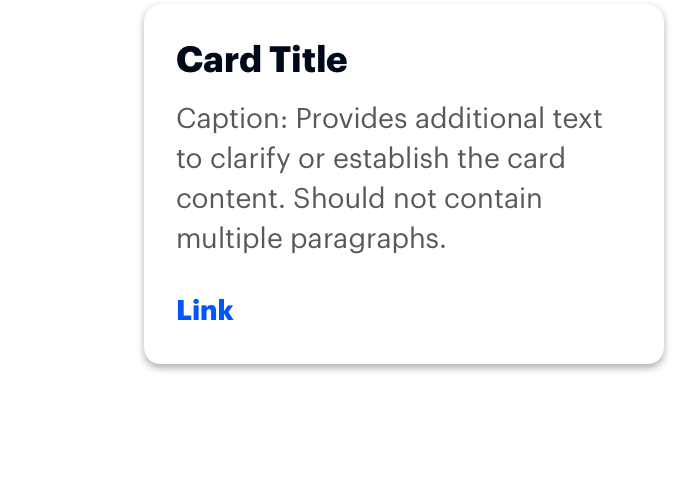 Card Title
Caption: Provides additional text
to clarify or establish the card
content. Should not contain
multiple paragraphs.
Link